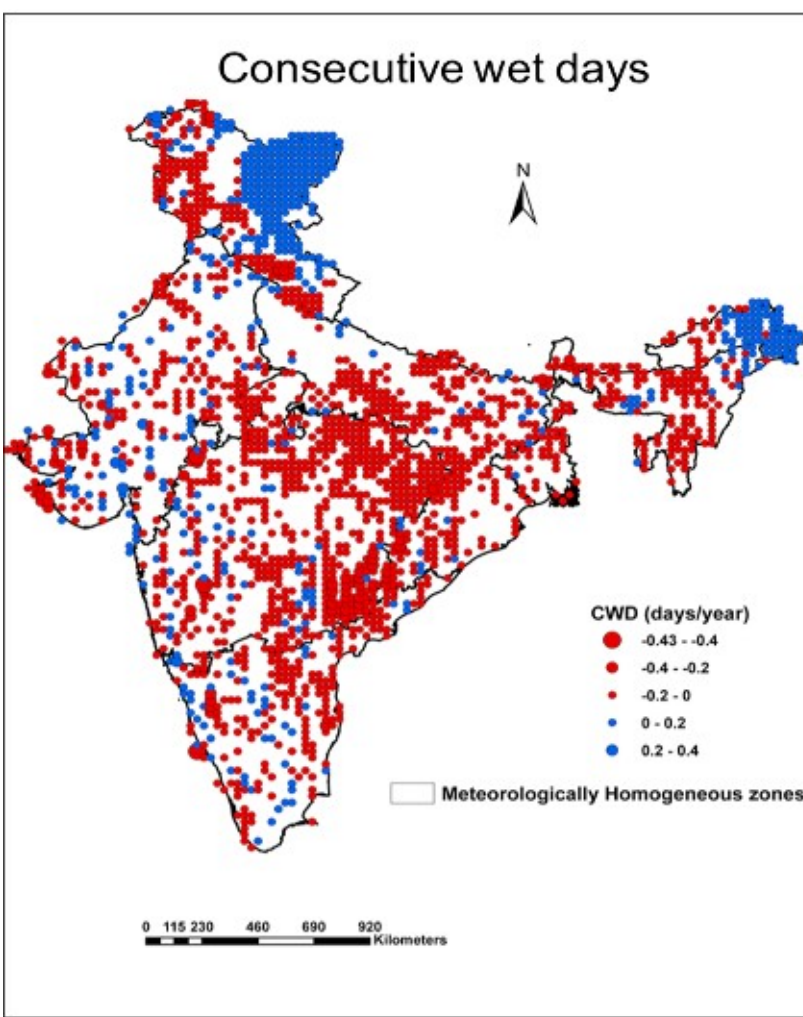 Consecutive wet days
N
CWD (days/year)
-0.43 - -0.4
-0.4 - -0.2
-0.2 - 0
0 - 0.2
0.2 - 0.4
Meteorologically Homogeneous zones
0 115 230 460 690 920
Kilometers